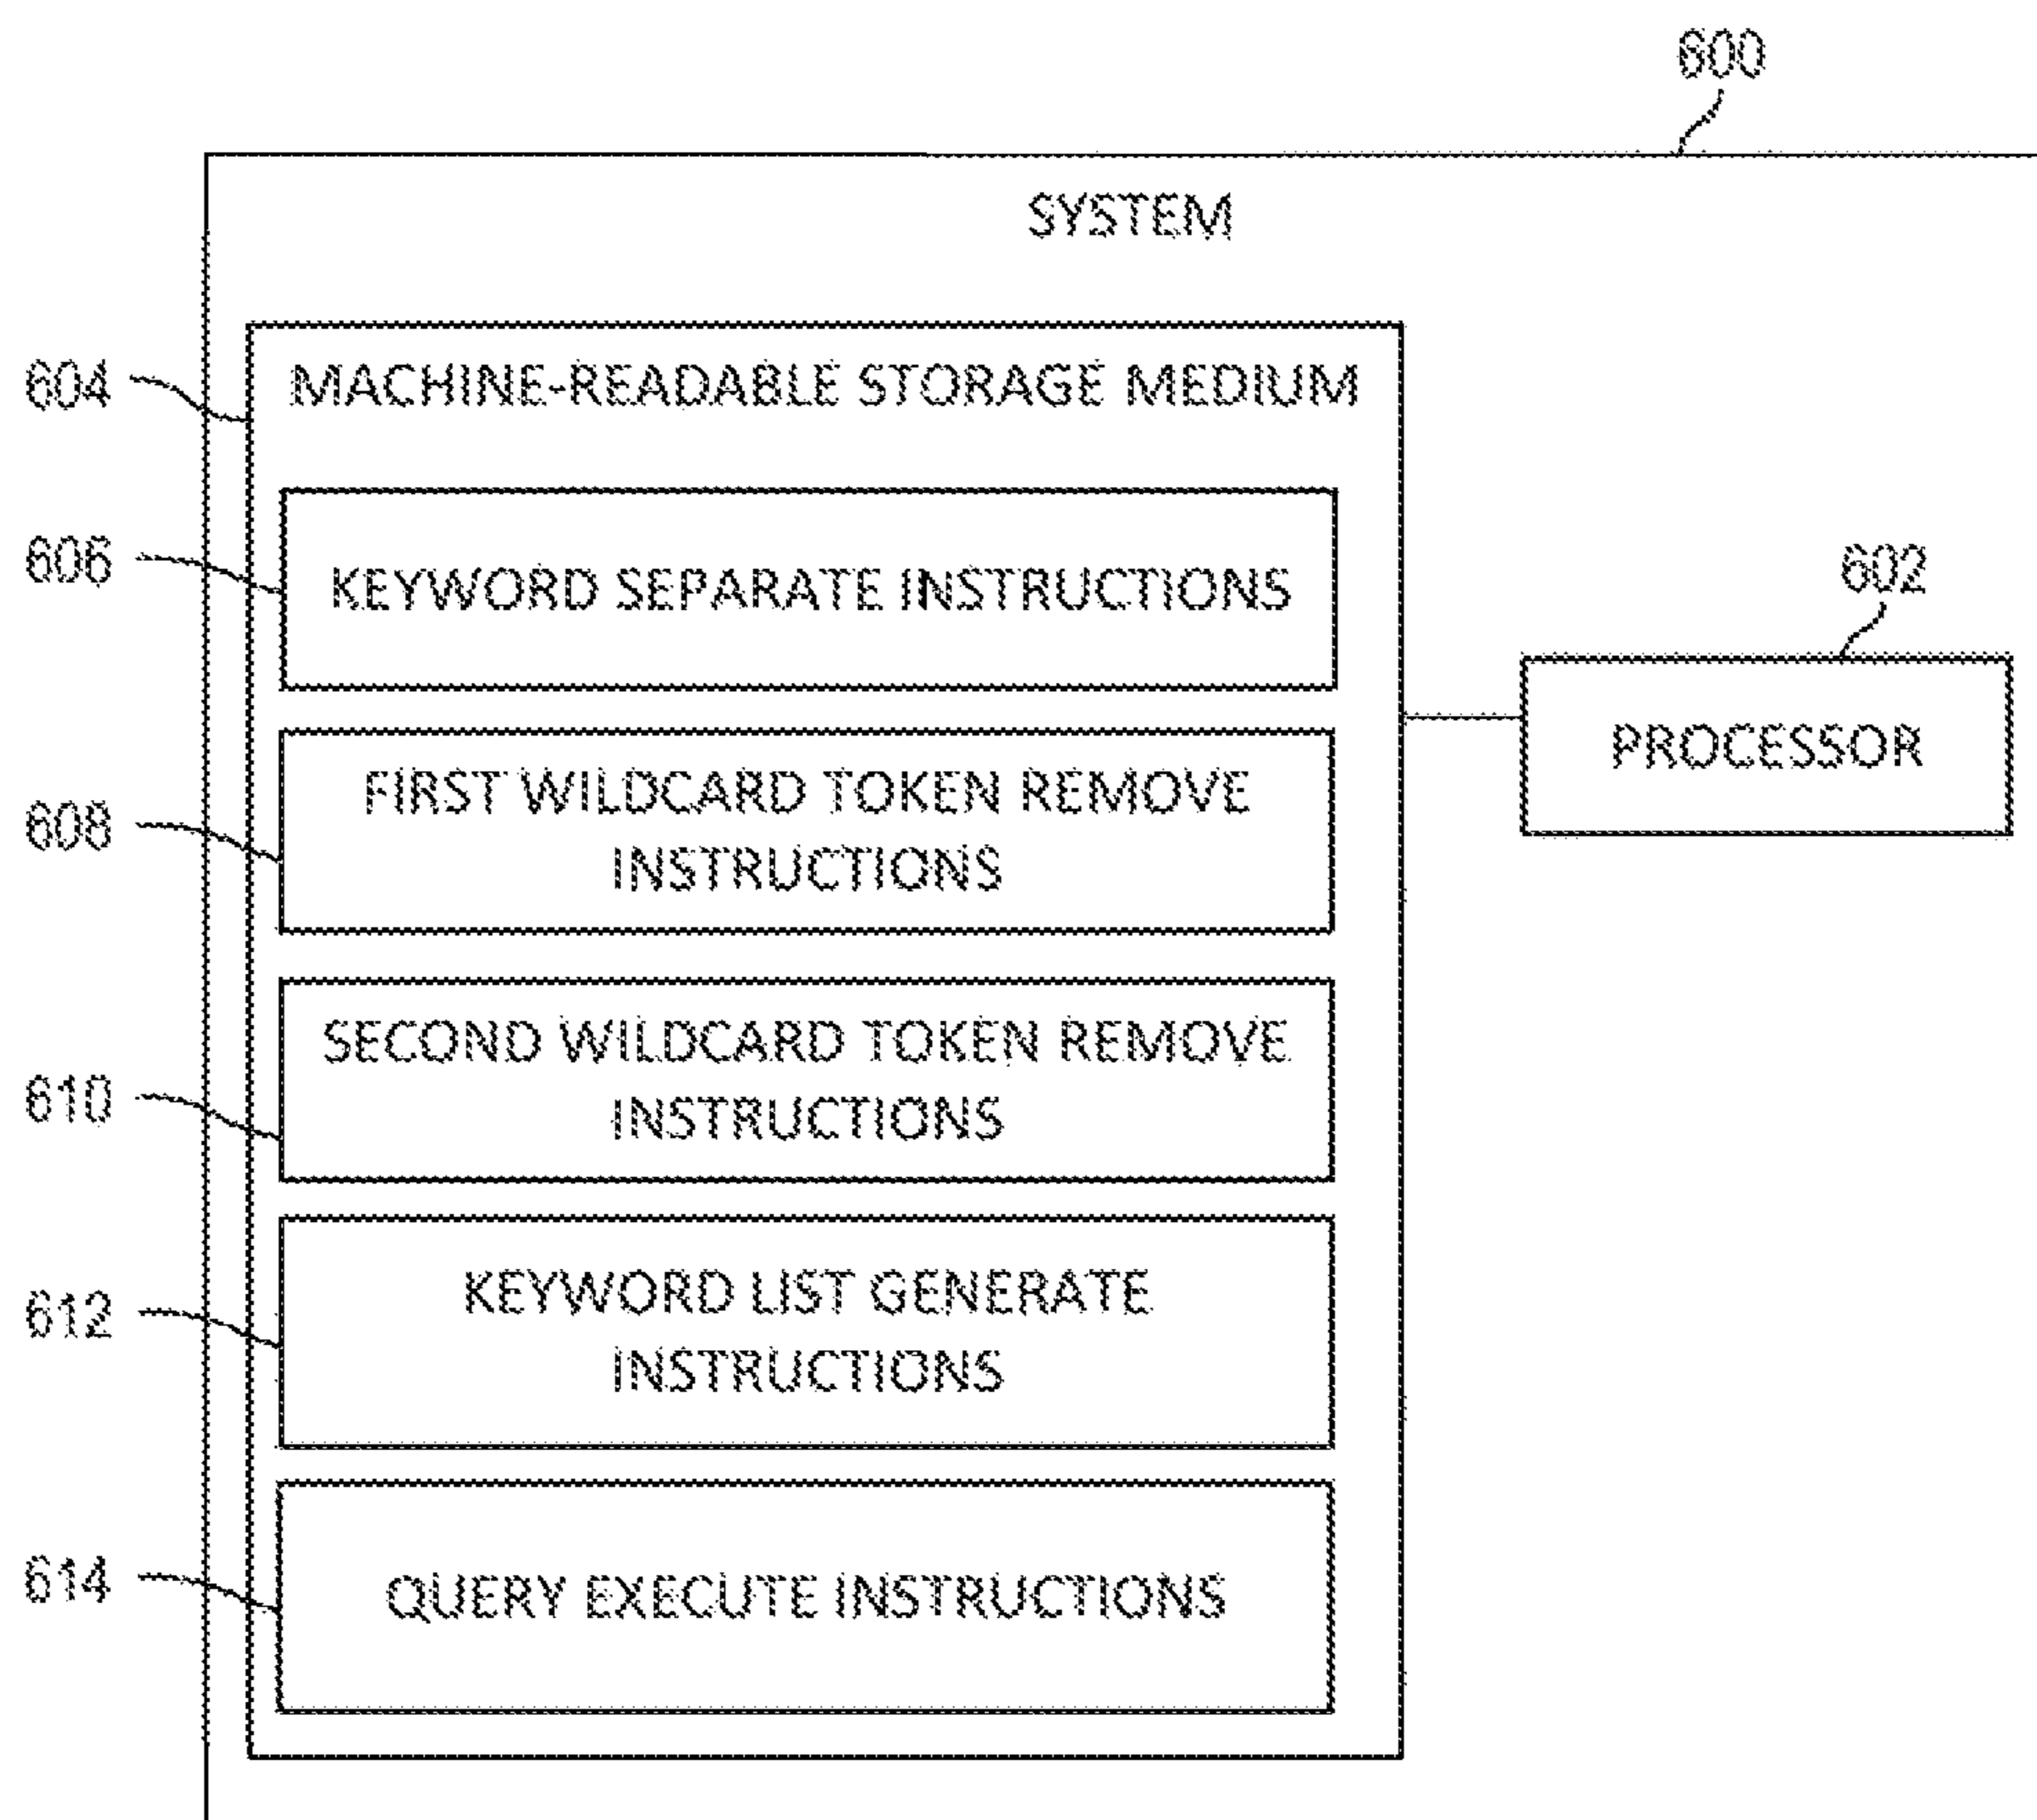 600
SYSTEM
604
MACHINE-READABLE STORAGE MEDIUM
606
KEYWORD SEPARATE INSTRUCTIONS
602
PROCESSOR
608
FIRST WILDCARD TOKEN REMOVE
INSTRUCTIONS
610
SECOND WILDCARD TOKEN REMOVE
INSTRUCTIONS
612
KEYWORD LIST GENERATE
INSTRUCTIONS
614
QUERY EXECUTE INSTRUCTIONS